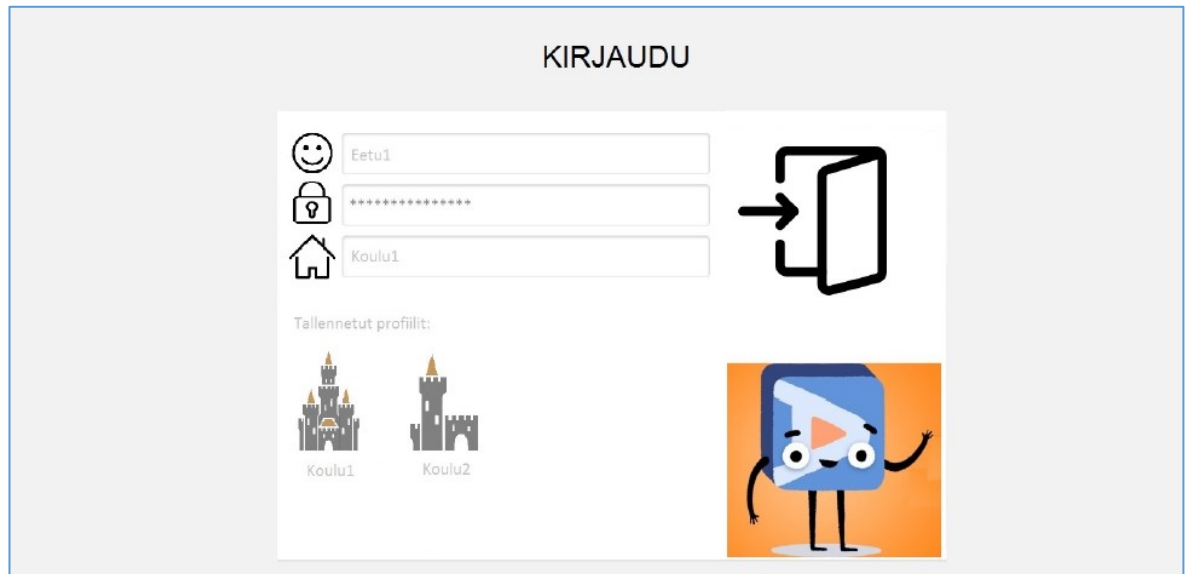 KIRJAUDU
Eetu1
***************
Koulu1
Tallennetut profiilit:
Koulu1
Koulu2